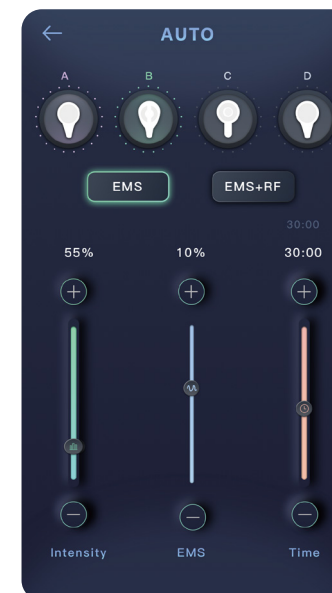 AUTO
A B C D
EMS EMS+RF
30:00
55% 10% 30:00
Intensity EMS Time